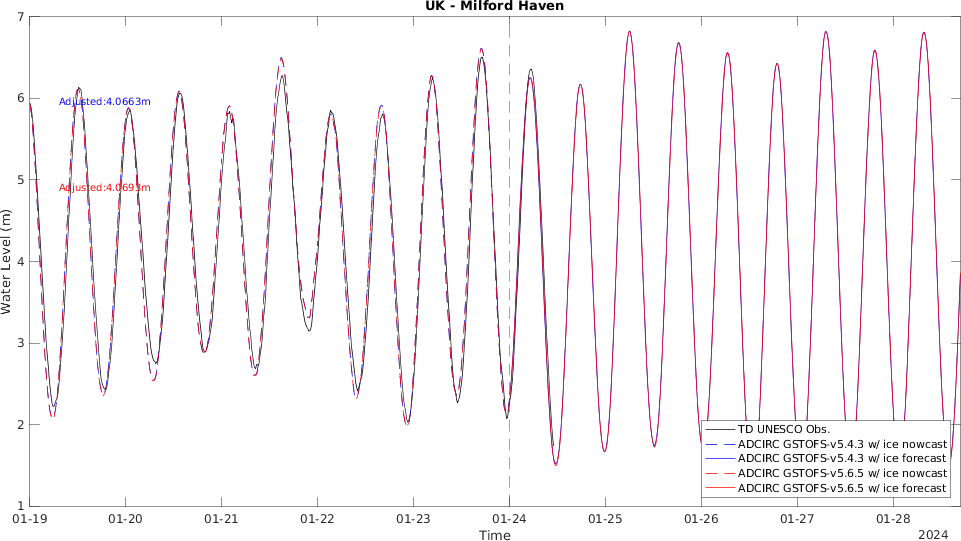 UK - Milford Haven
7
6
5
4
3
2
1
Water Level (m)
Adjusted:4.0663m
Adjusted:4.0693m
TD UNESCO Obs.
ADCIRC GSTOFS-v5.4.3 w/ ice nowcast
ADCIRC GSTOFS-v5.4.3 w/ ice forecast
ADCIRC GSTOFS-v5.6.5 w/ ice nowcast
ADCIRC GSTOFS-v5.6.5 w/ ice forecast
01-19 01-20 01-21 01-22 01-23 01-24 01-25 01-26 01-27 01-28
Time
2024